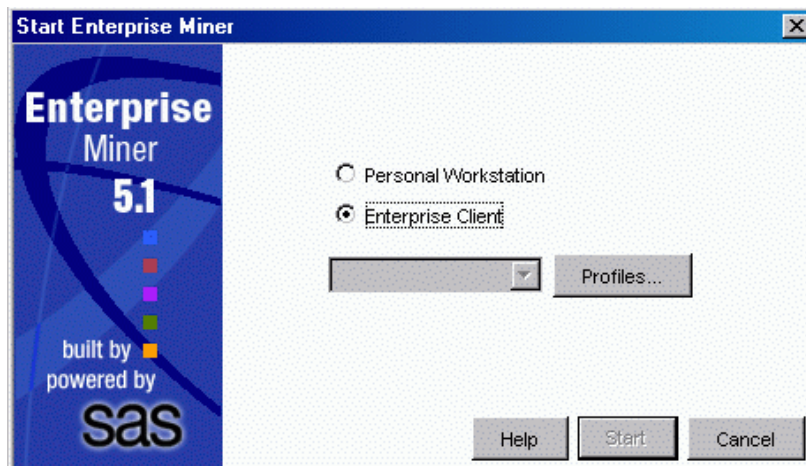 Start Enterprise Miner
Enterprise
Miner
5.1
built by
powered by
sas
Personal Workstation
Enterprise Client
Profiles...
Help
Start
Cancel